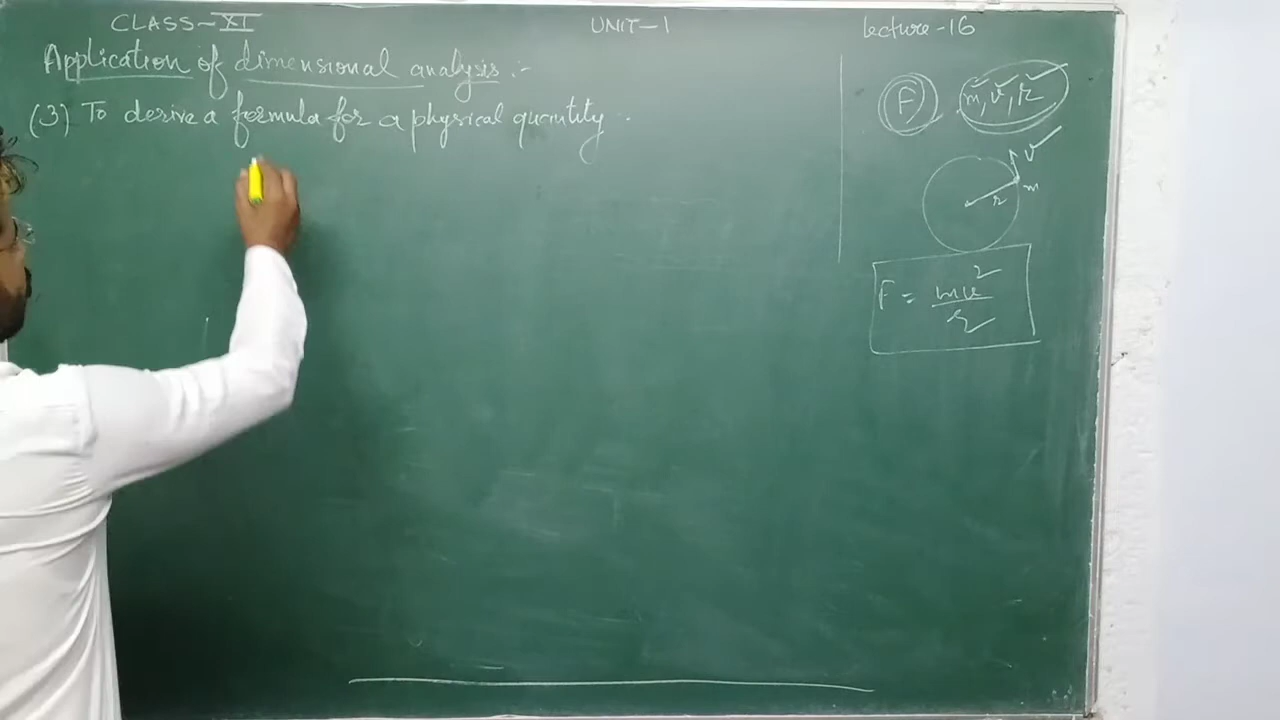 CLASS-XI UNIT-1 Lecture-16
Application of dimensional analysis :-
(3) To derive a formula for a physical quantity .
F m, v, r
v
m
r
F = mv²/r